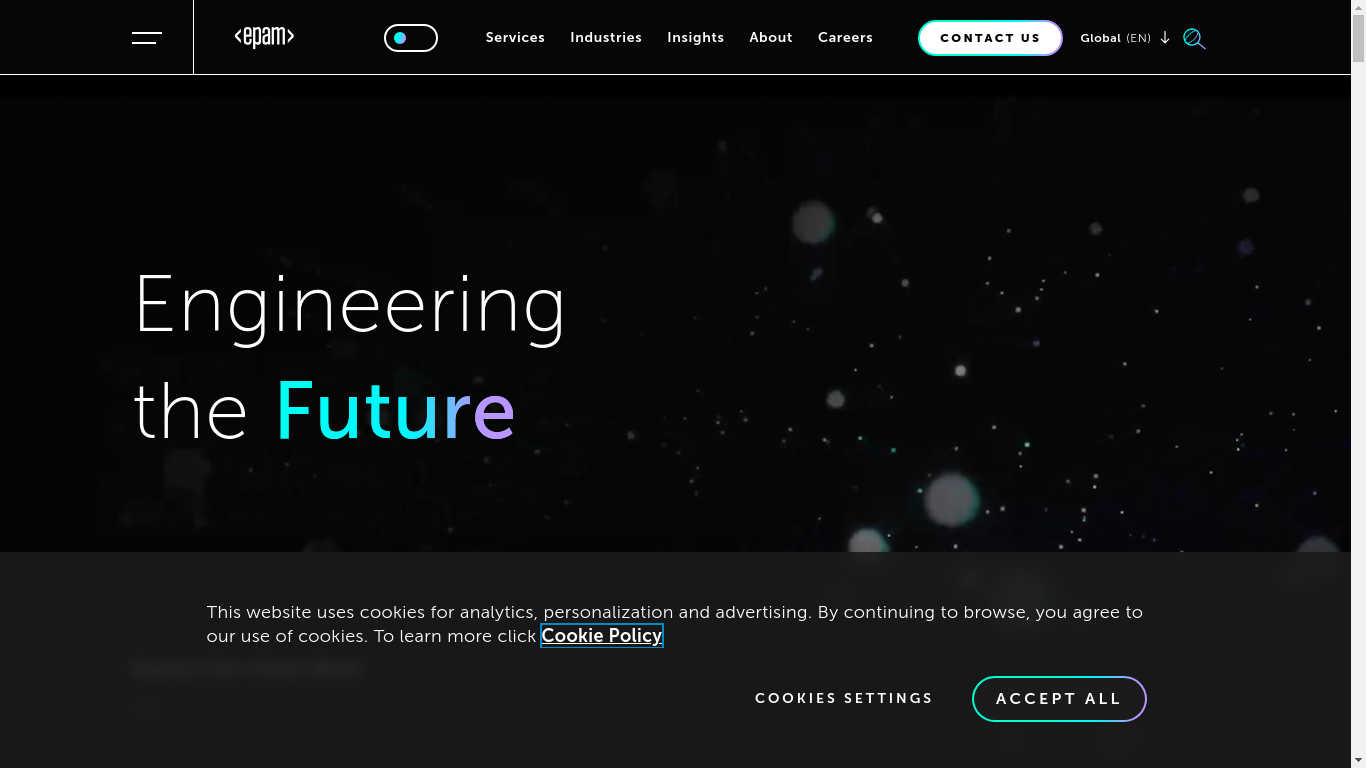 <epam>
Services Industries Insights About Careers CONTACT US Global (EN)
Engineering
the Future
This website uses cookies for analytics, personalization and advertising. By continuing to browse, you agree to
our use of cookies. To learn more click Cookie Policy
COOKIES SETTINGS ACCEPT ALL